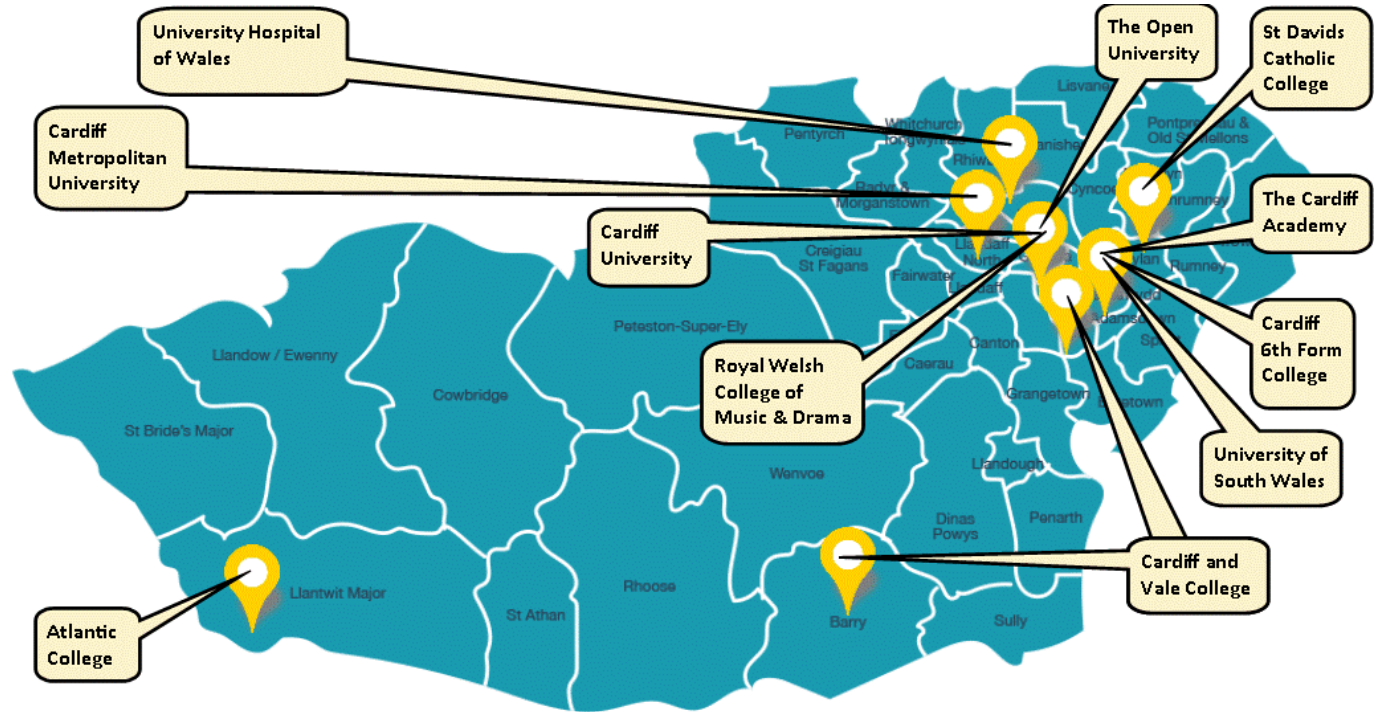 University Hospital
of Wales
The Open
University
St Davids
Catholic
College
Cardiff
Metropolitan
University
Cardiff
University
The Cardiff
Academy
Royal Welsh
College of
Music & Drama
Cardiff
6th Form
College
University of
South Wales
Cardiff and
Vale College
Atlantic
College
Lisvane
Pentyrch
Whitchurch
Old St Mellons
Radyr &
Morganstown
Creigiau
St Fagans
Fairwater
North
Rumney
Peteston-Super-Ely
Llandow / Ewenny
Cowbridge
St Bride's Major
Canton
Caerau
Grangetown
Wenvoe
Llandough
Dinas
Powys
Penarth
Llantwit Major
Rhoose
St Athan
Barry
Sully